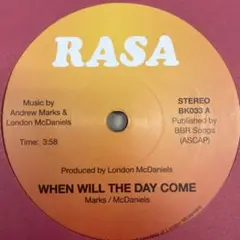 RASA
Music by
Andrew Marks &
London McDaniels
Time: 3:58
STEREO
BK033 A
Published by
BBR Songs
(ASCAP)
Produced by London McDaniels
WHEN WILL THE DAY COME
Marks / McDaniels